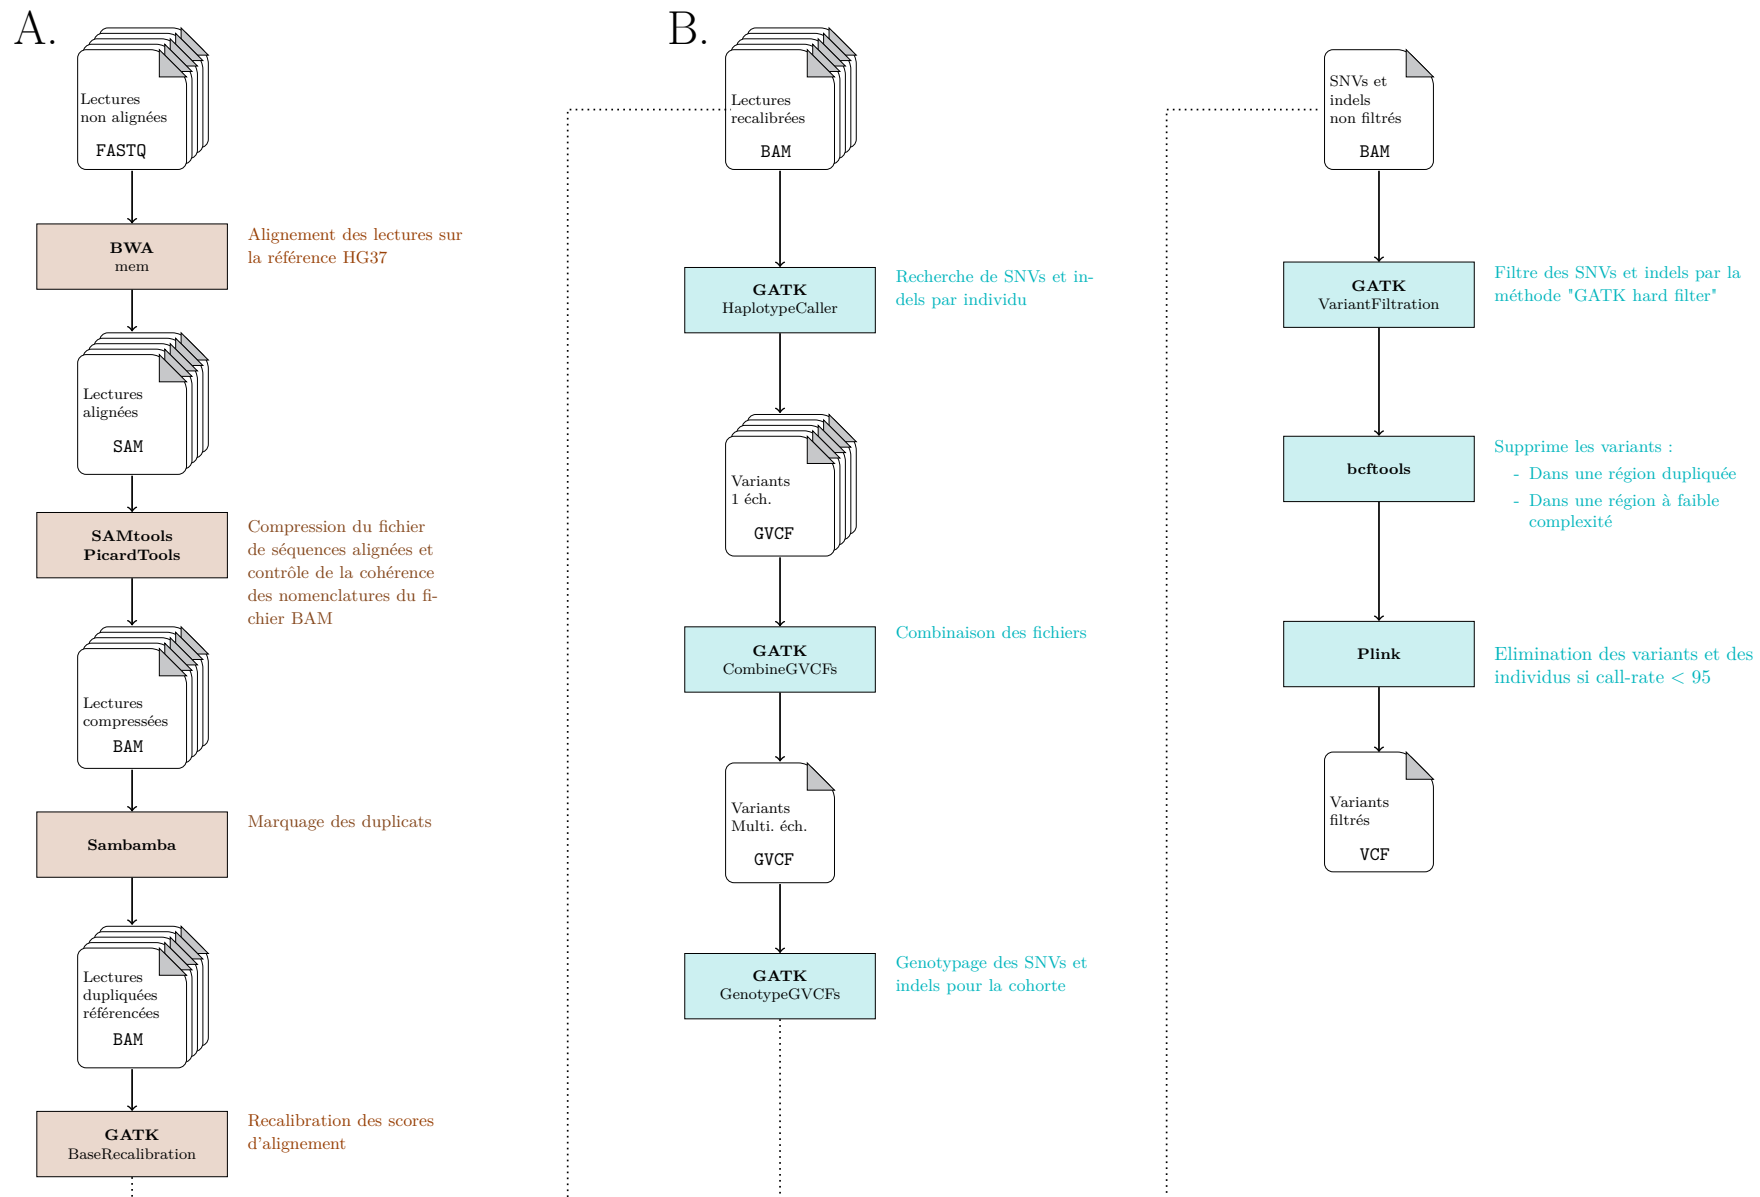 A.
Lectures
non alignées
FASTQ
BWA
mem
Alignement des lectures sur
la référence HG37
Lectures
alignées
SAM
SAMtools
PicardTools
Compression du fichier
de séquences alignées et
contrôle de la cohérence
des nomenclatures du fi-
chier BAM
Lectures
compressées
BAM
Sambamba
Marquage des duplicats
Lectures
dupliquées
référencées
BAM
GATK
BaseRecalibration
Recalibration des scores
d'alignement
B.
Lectures
recalibrées
BAM
GATK
HaplotypeCaller
Recherche de SNVs et in-
dels par individu
Variants
1 éch.
GVCF
GATK
CombineGVCFs
Combinaison des fichiers
Variants
Multi. éch.
GVCF
GATK
GenotypeGVCFs
Genotypage des SNVs et
indels pour la cohorte
SNVs et
indels
non filtrés
BAM
GATK
VariantFiltration
Filtre des SNVs et indels par la
méthode "GATK hard filter"
bcftools
Supprime les variants :
- Dans une région dupliquée
- Dans une région à faible
complexité
Plink
Elimination des variants et des
individus si call-rate < 95
Variants
filtrés
VCF